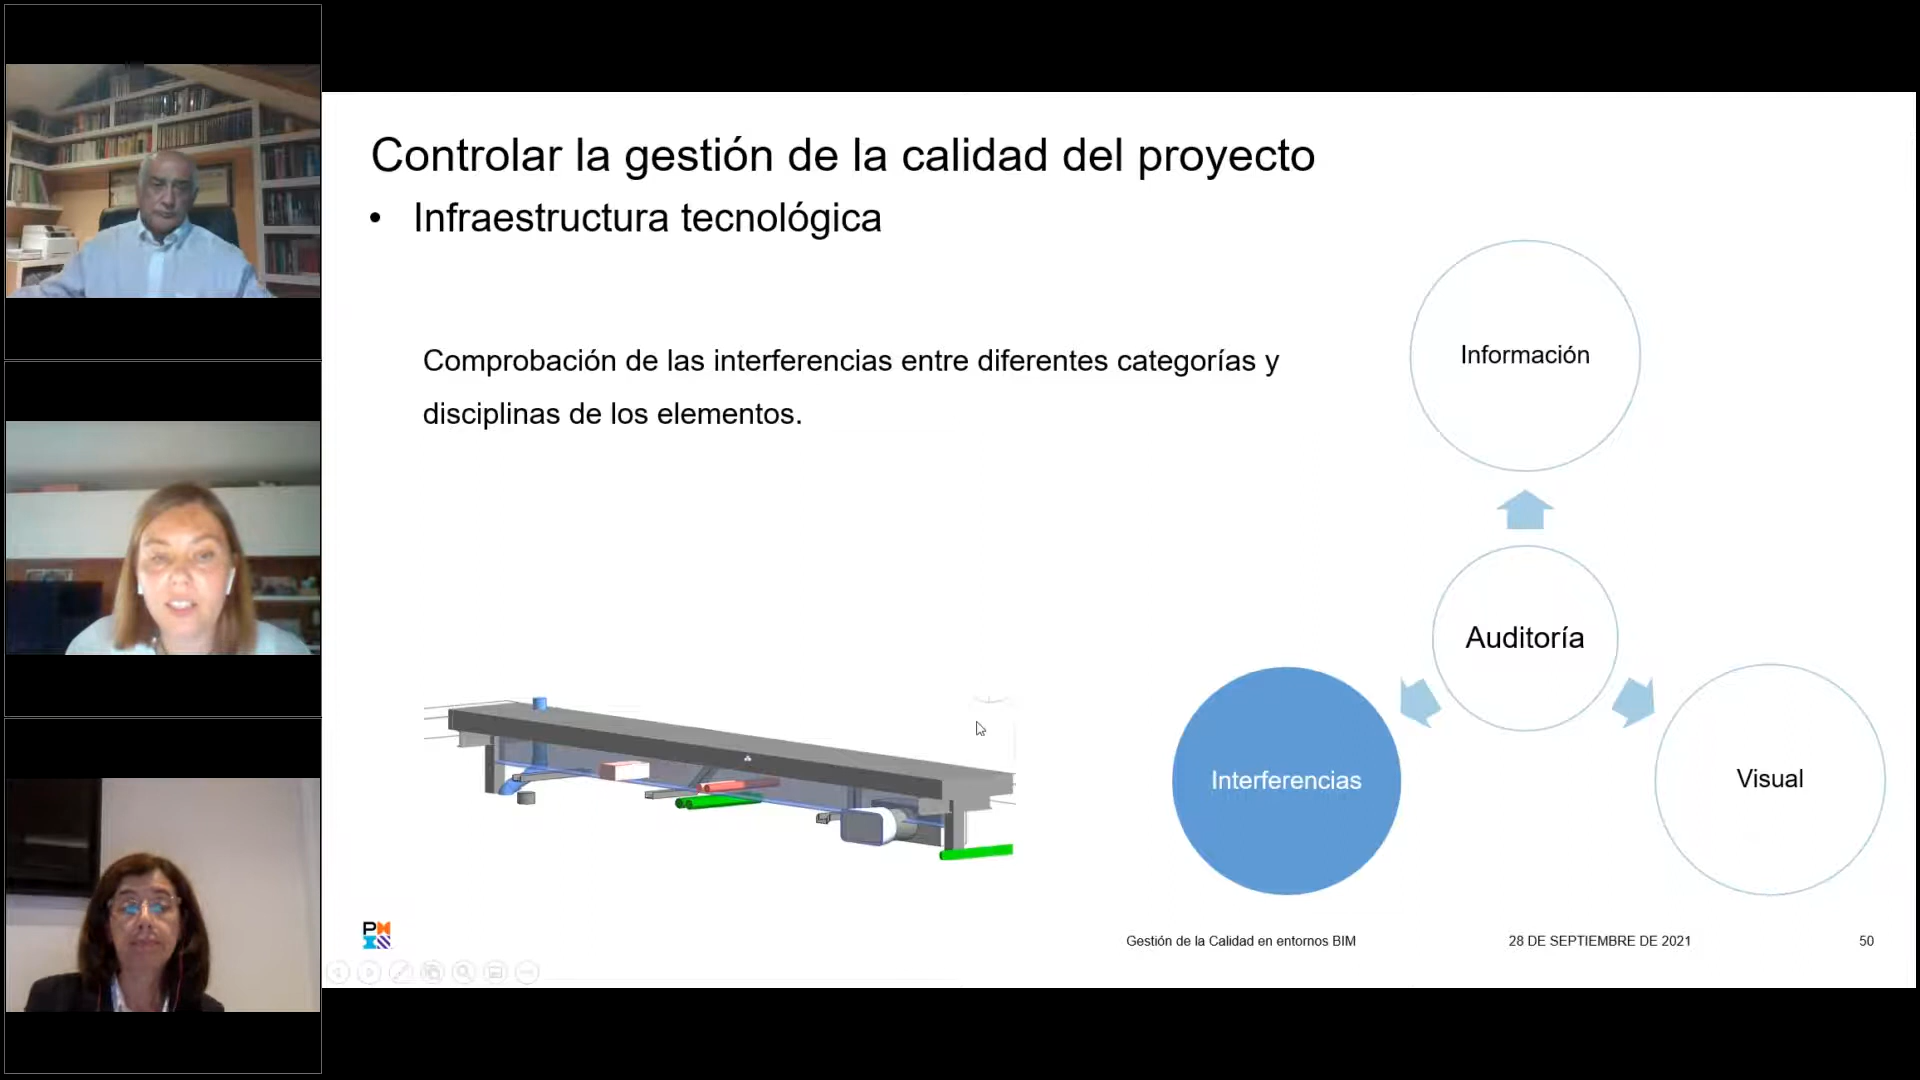 Controlar la gestión de la calidad del proyecto
• Infraestructura tecnológica
Comprobación de las interferencias entre diferentes categorías y
disciplinas de los elementos.
Información
Auditoría
Interferencias
Visual
PM
Gestión de la Calidad en entornos BIM
28 DE SEPTIEMBRE DE 2021
50